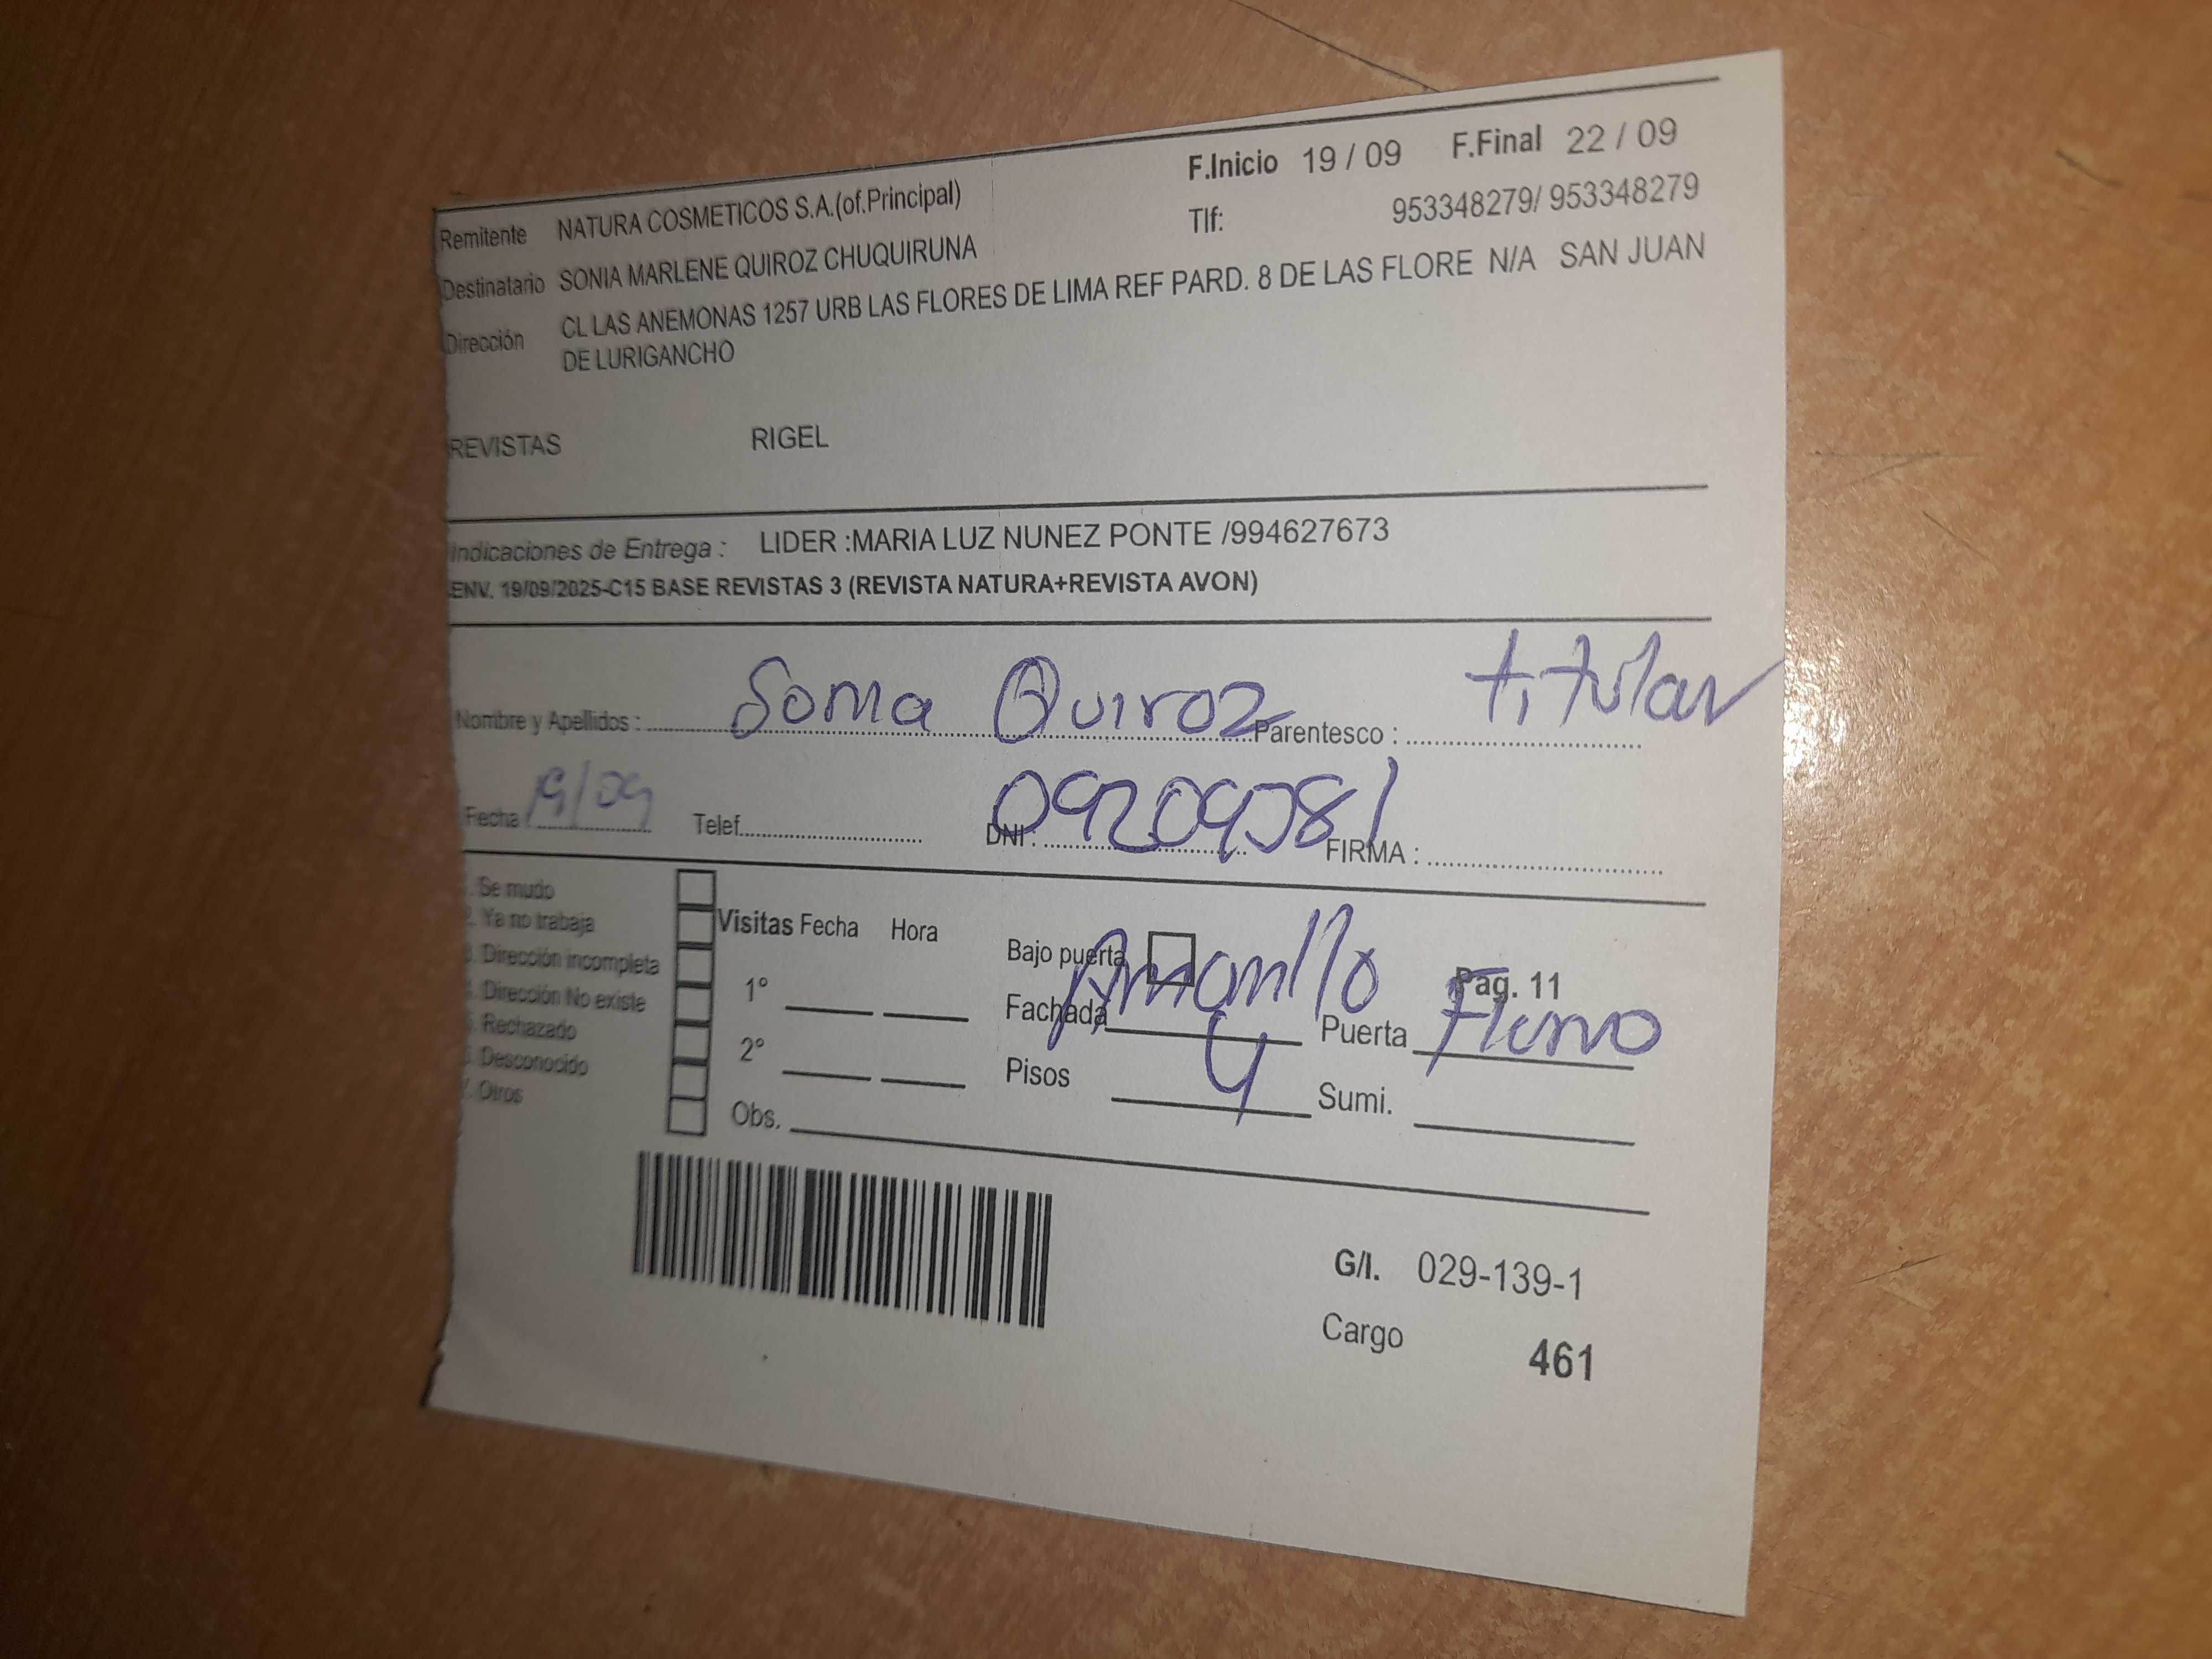 F.Inicio 19 / 09 F.Final 22 / 09
Remitente NATURA COSMETICOS S.A.(of.Principal)
Tlf: 953348279/ 953348279
Destinatario SONIA MARLENE QUIROZ CHUQUIRUNA
Dirección CL LAS ANEMONAS 1257 URB LAS FLORES DE LIMA REF PARD. 8 DE LAS FLORE N/A SAN JUAN
DE LURIGANCHO
REVISTAS RIGEL
Indicaciones de Entrega : LIDER :MARIA LUZ NUNEZ PONTE /994627673
ENV. 19/09/2025-C15 BASE REVISTAS 3 (REVISTA NATURA+REVISTA AVON)
Nombre y Apellidos : Sonia Quiroz Parentesco : titular
Fecha 19/09 Telef. DNI : FIRMA :
Se mudo
Ya no trabaja
Dirección incompleta
Dirección No existe
Rechazado
Desconocido
Otros
Visitas Fecha Hora
1°
2°
Obs.
Bajo puerta
Pag. 11
Fachada Amarillo Puerta
Pisos 4 Sumi.
G/I. 029-139-1
Cargo 461